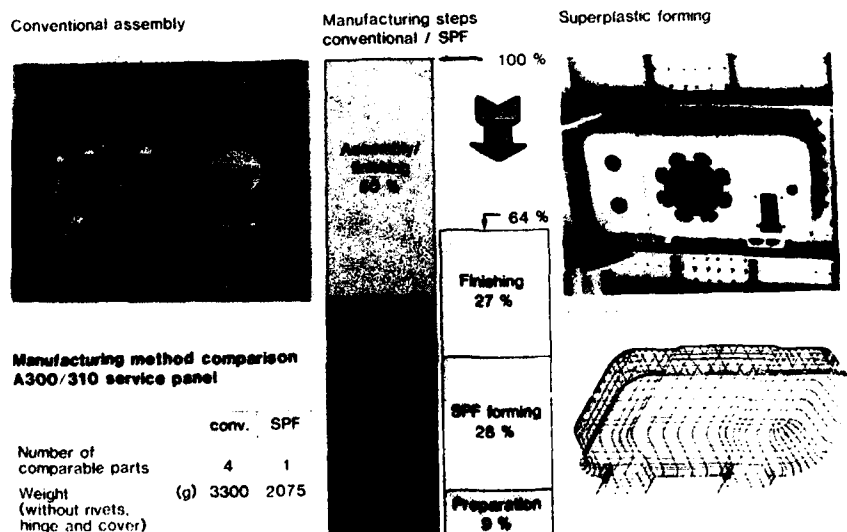 Conventional assembly
Manufacturing steps
conventional / SPF
Superplastic forming
100 %
Assembly/
64 %
Finishing
27 %
SPF forming
28 %
Preparation
9 %
Manufacturing method comparison
A300/310 service panel
conv. SPF
Number of
comparable parts 4 1
Weight (g) 3300 2075
(without rivets,
hinge and cover)